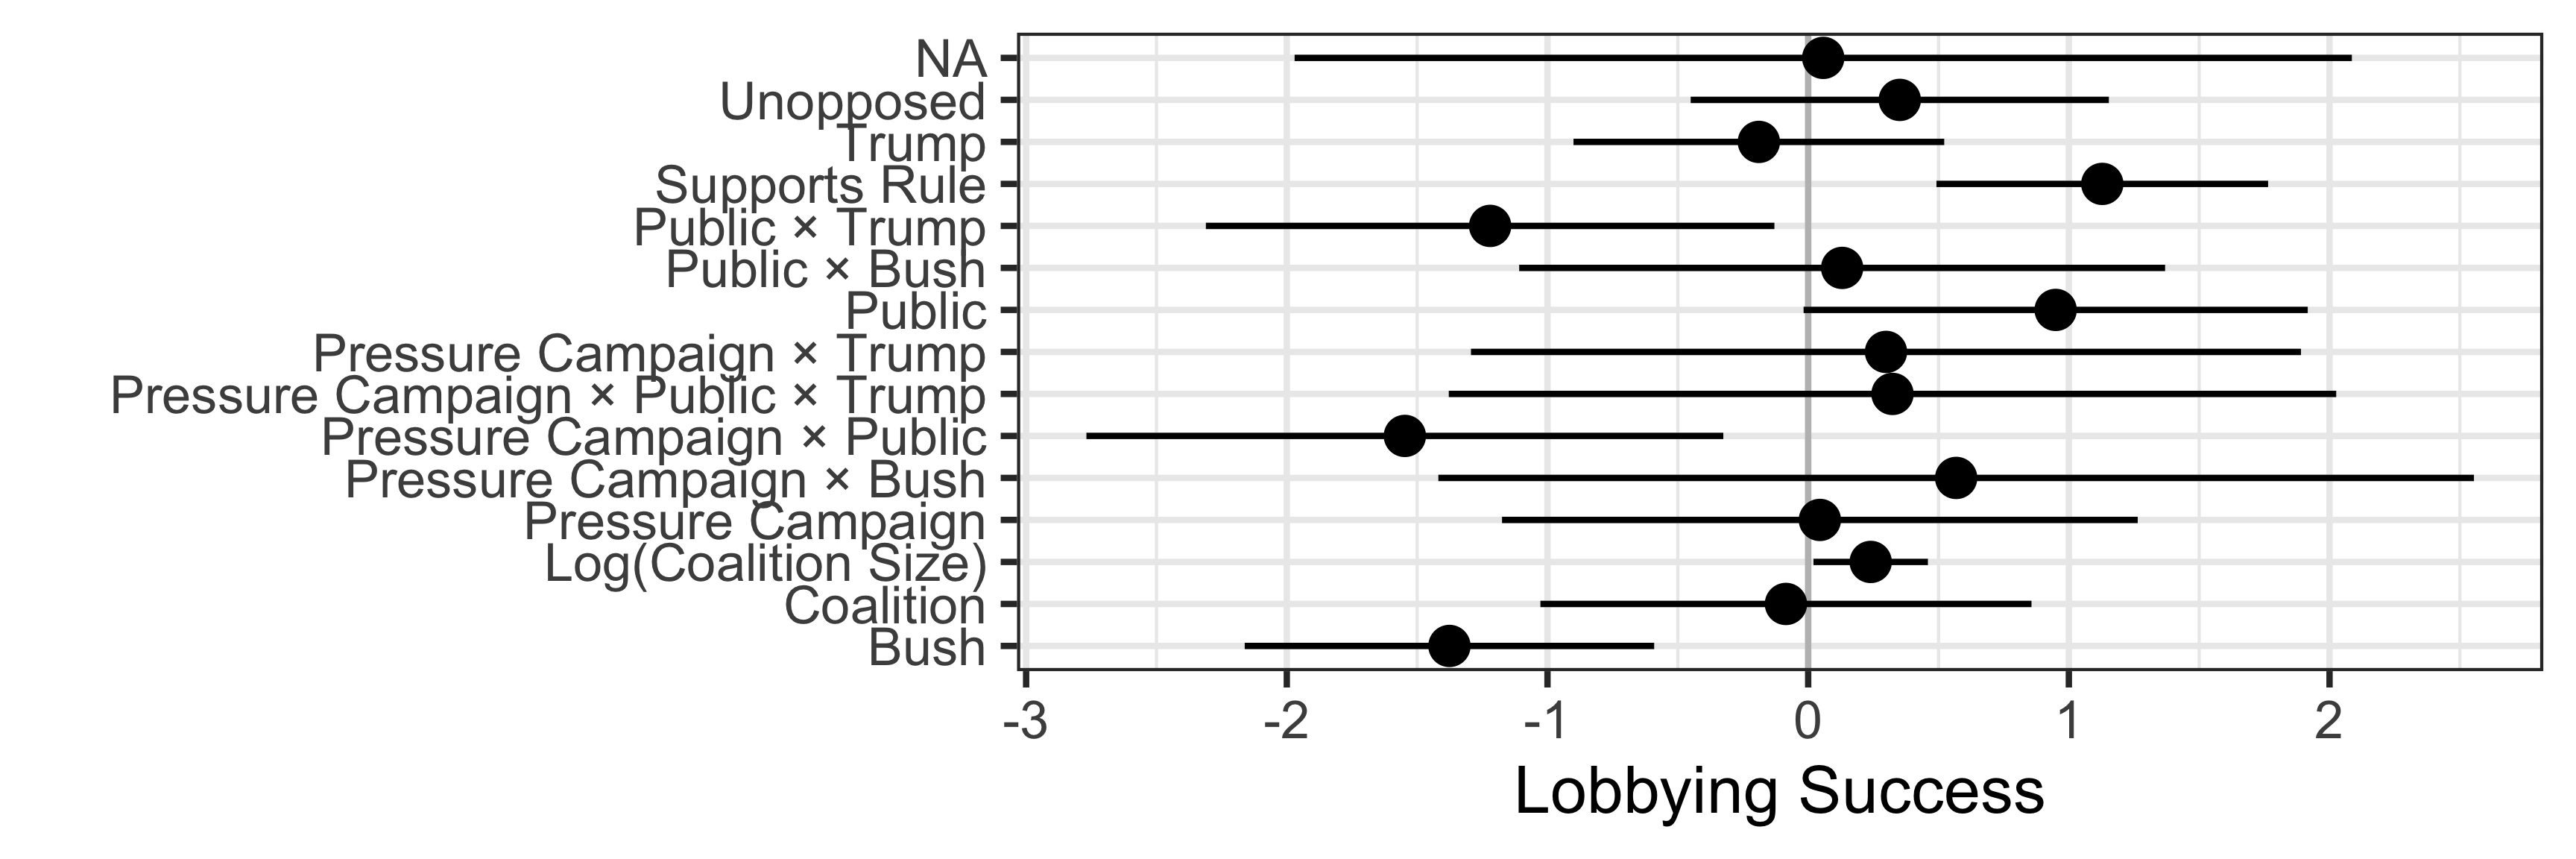 NA
Unopposed
Trump
Supports Rule
Public × Trump
Public × Bush
Public
Pressure Campaign × Trump
Pressure Campaign × Public × Trump
Pressure Campaign × Public
Pressure Campaign × Bush
Pressure Campaign
Log(Coalition Size)
Coalition
Bush
-3 -2 -1 0 1 2
Lobbying Success